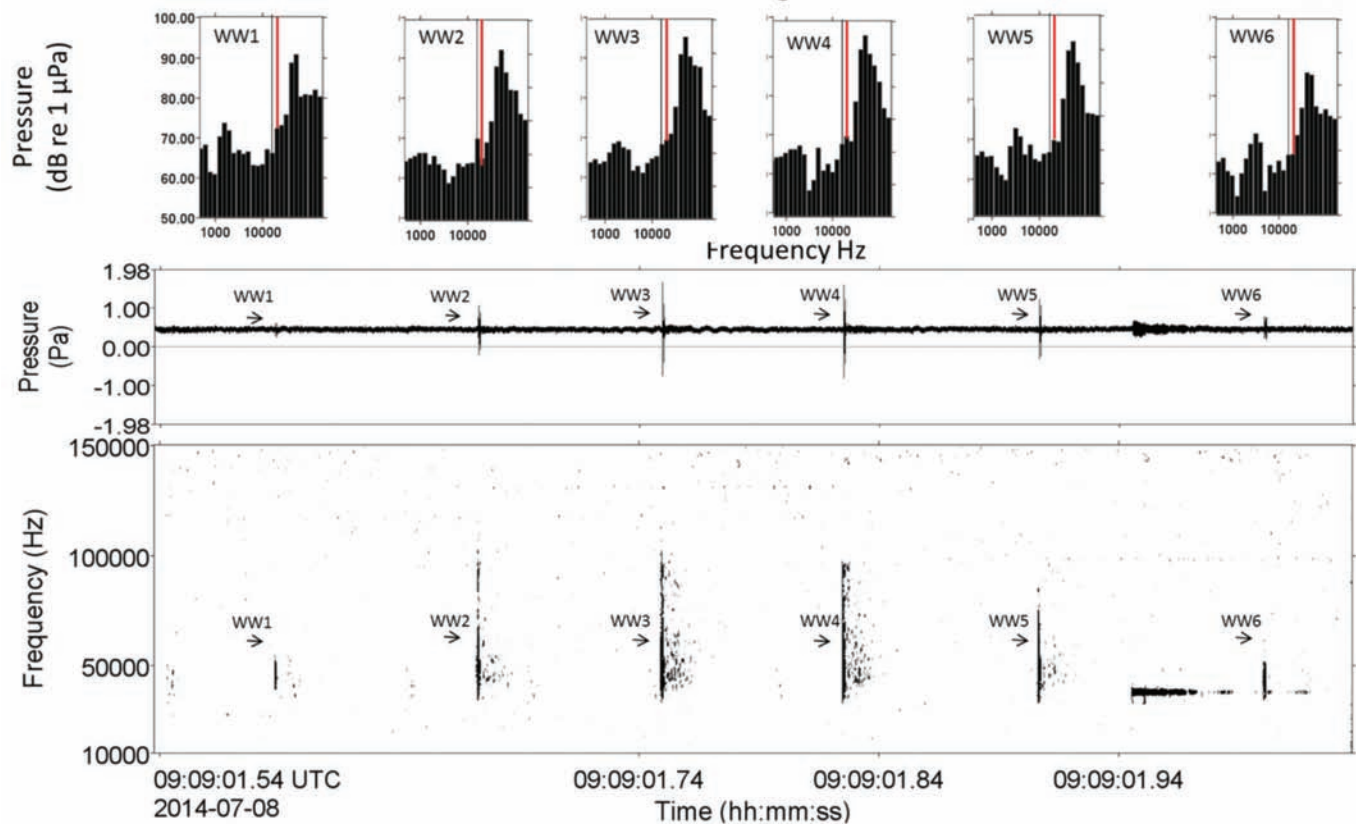 WW1 WW2 WW3 WW4 WW5 WW6
Pressure
(dB re 1 µPa)
100.00
90.00
80.00
70.00
60.00
50.00
1000 10000 1000 10000 1000 10000 1000 10000 1000 10000 1000 10000
Frequency Hz
Pressure
(Pa)
1.98
1.00
0.00
-1.00
-1.98
WW1 WW2 WW3 WW4 WW5 WW6
Frequency (Hz)
150000
100000
50000
10000
WW1 WW2 WW3 WW4 WW5 WW6
09:09:01.54 UTC 09:09:01.74 09:09:01.84 09:09:01.94
2014-07-08 Time (hh:mm:ss)